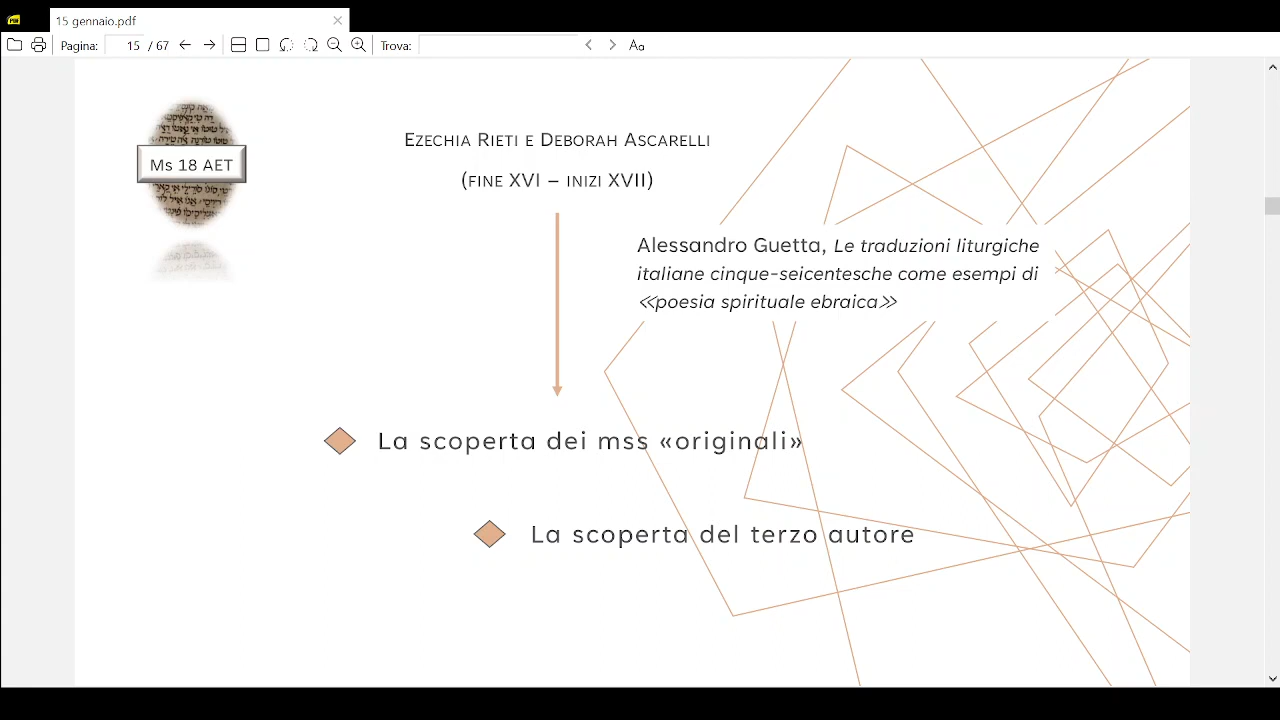 15 gennaio.pdf
Pagina: 15 / 67 Trova: Aa
Ezechia Rieti e Deborah Ascarelli
Ms 18 AET
(fine XVI – inizi XVII)
Alessandro Guetta, Le traduzioni liturgiche
italiane cinque-seicentesche come esempi di
≪poesia spirituale ebraica≫
La scoperta dei mss «originali»
La scoperta del terzo autore